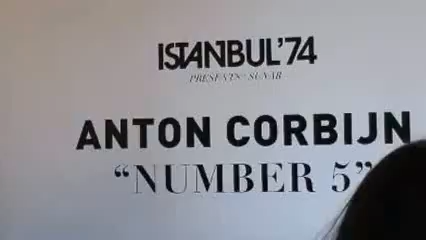 ISTANBUL'74
PRESENTS / SUNAR
ANTON CORBIJN
“NUMBER 5”